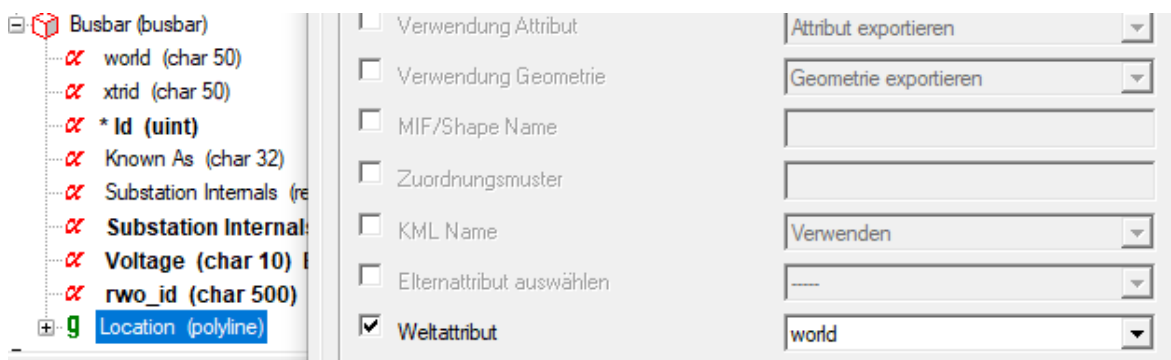 Busbar (busbar)
world (char 50)
xtrid (char 50)
* Id (uint)
Known As (char 32)
Substation Internals (re
Substation Internal
Voltage (char 10)
rwo_id (char 500)
g Location (polyline)
Verwendung Attribut
Attribut exportieren
Verwendung Geometrie
Geometrie exportieren
MIF/Shape Name
Zuordnungsmuster
KML Name
Verwenden
Elternattribut auswählen
-----
Weltattribut
world